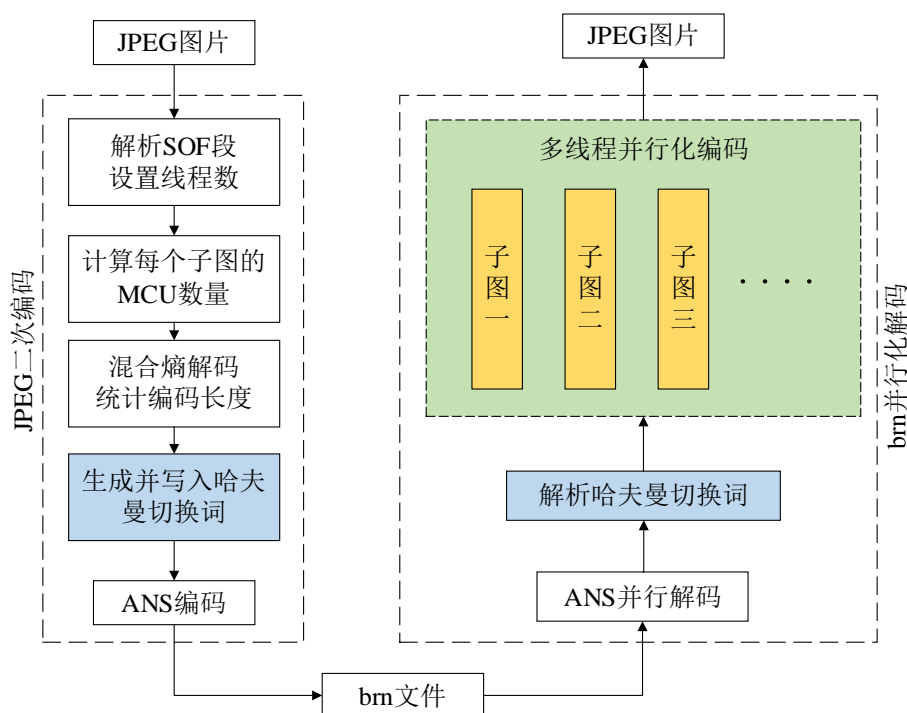 JPEG图片
JPEG二次编码
解析SOF段
设置线程数
计算每个子图的
MCU数量
混合熵解码
统计编码长度
生成并写入哈夫
曼切换词
ANS编码
brn文件
JPEG图片
brn并行化解码
多线程并行化编码
子图一
子图二
子图三
....
解析哈夫曼切换词
ANS并行解码